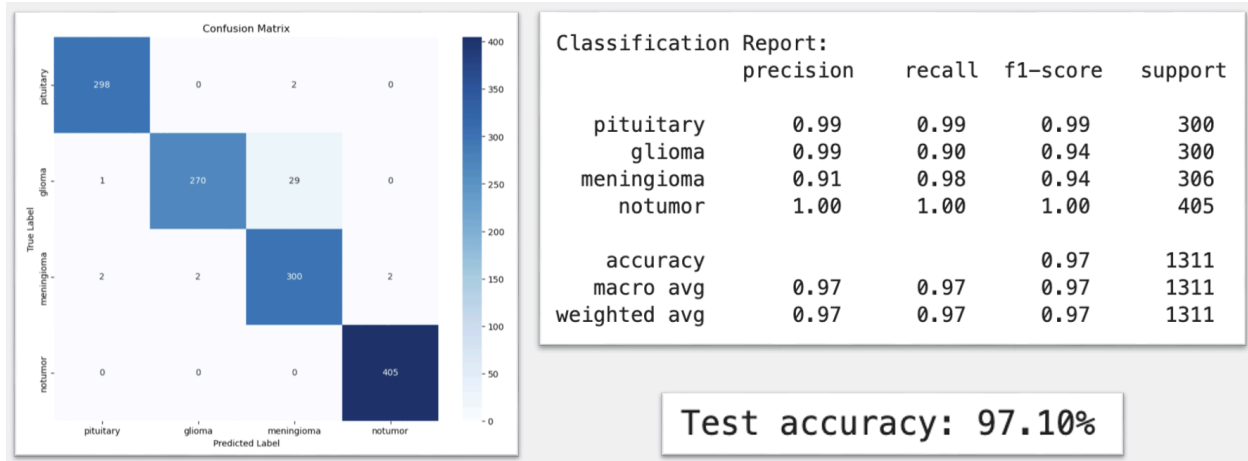 Confusion Matrix
True Label
pituitary
298 0 2 0
glioma
1 270 29 0
meningioma
2 2 300 2
notumor
0 0 0 405
pituitary glioma meningioma notumor
Predicted Label
400
350
300
250
200
150
100
50
0
Classification Report:
precision recall f1-score support
pituitary 0.99 0.99 0.99 300
glioma 0.99 0.90 0.94 300
meningioma 0.91 0.98 0.94 306
notumor 1.00 1.00 1.00 405
accuracy 0.97 1311
macro avg 0.97 0.97 0.97 1311
weighted avg 0.97 0.97 0.97 1311
Test accuracy: 97.10%